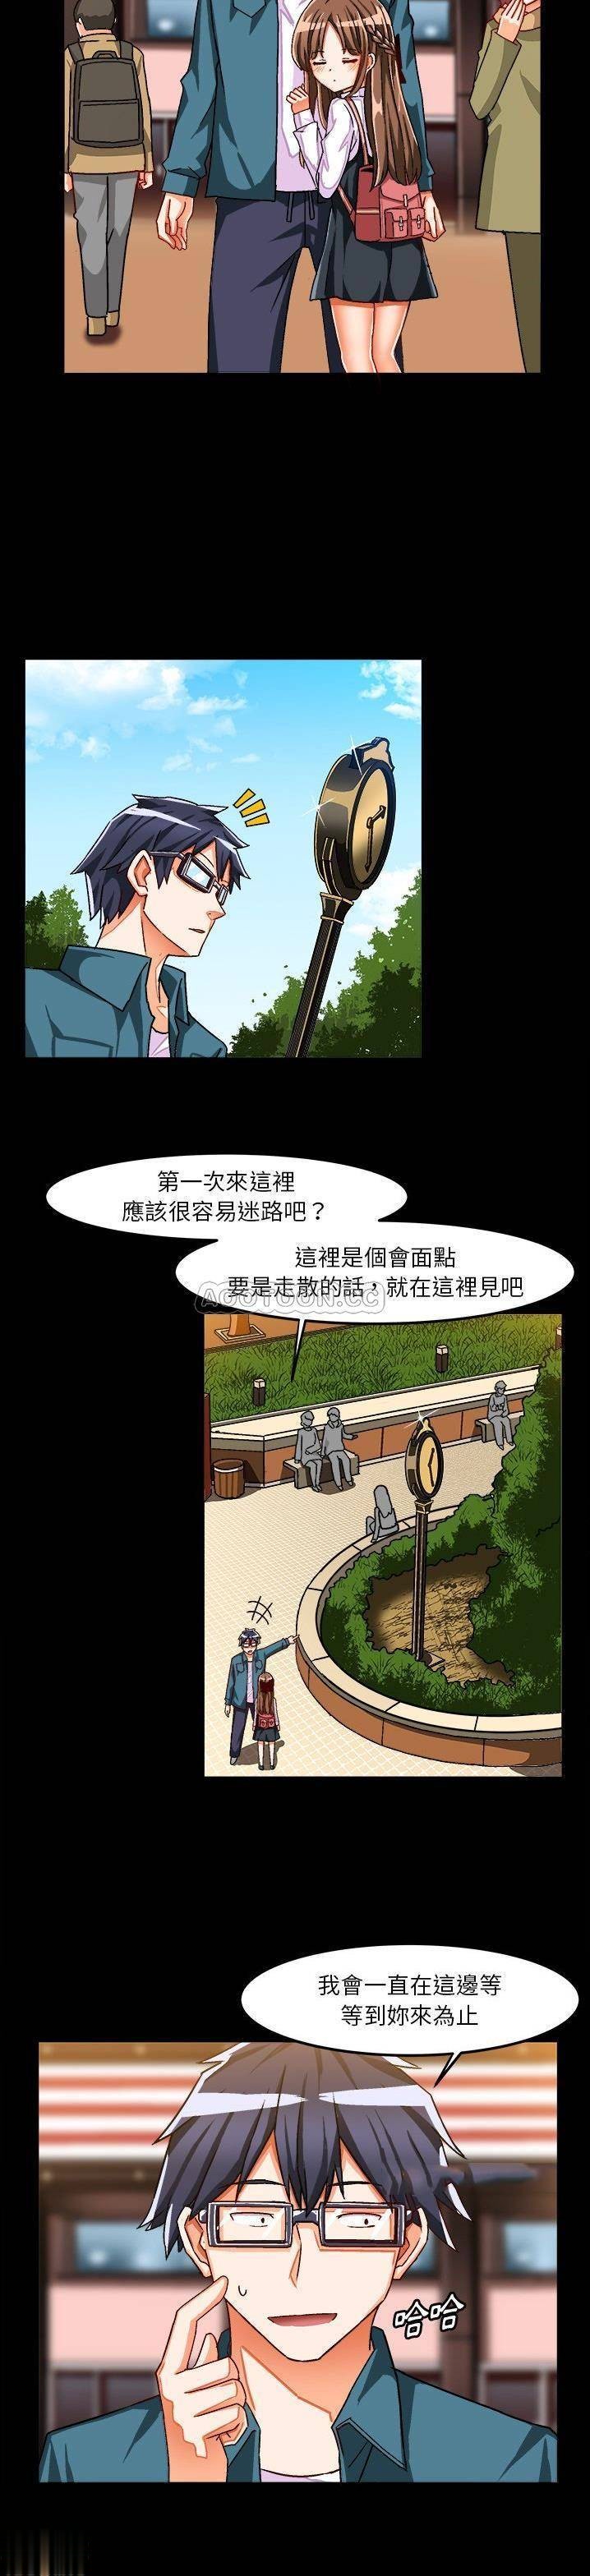 第一次來這裡
應該很容易迷路吧？
這裡是個會面點
要是走散的話，就在這裡見吧
AGOTOON.CC
我會一直在這邊等
等到妳來為止
哈哈